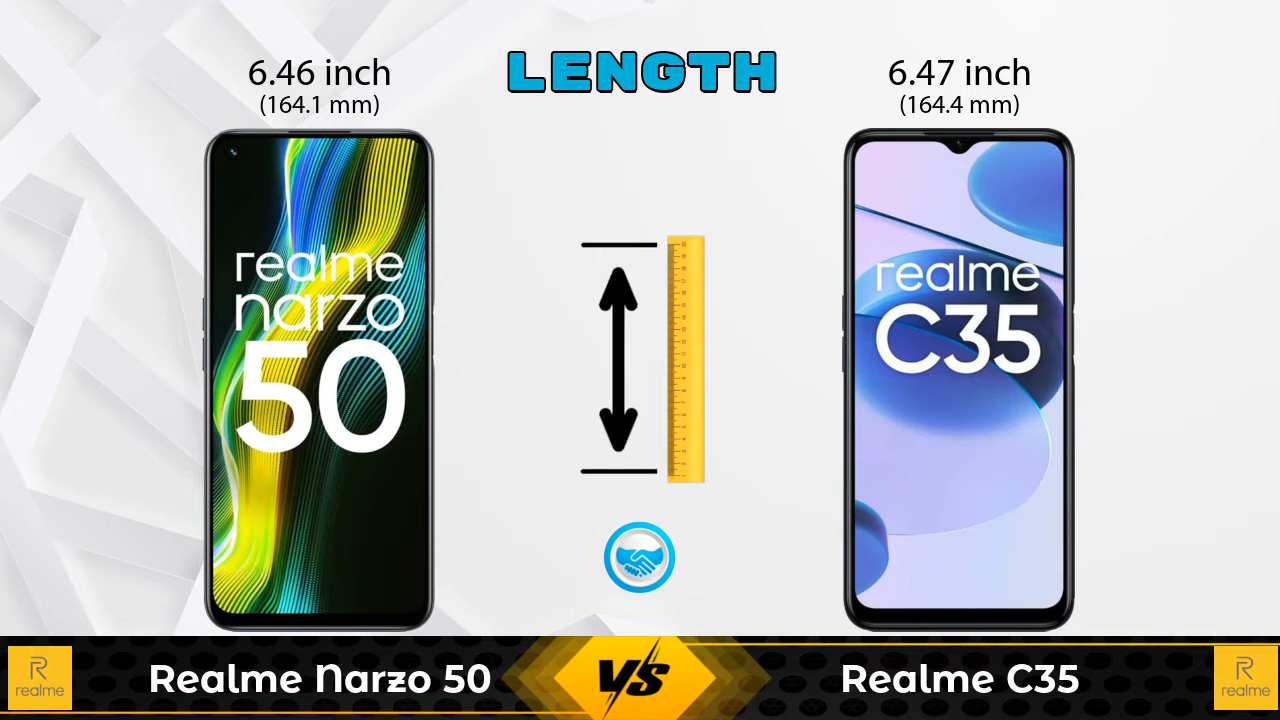 LENGTH
6.46 inch
(164.1 mm)
6.47 inch
(164.4 mm)
realme
narzo
50
realme
C35
realme
Realme Narzo 50
VS
Realme C35
realme